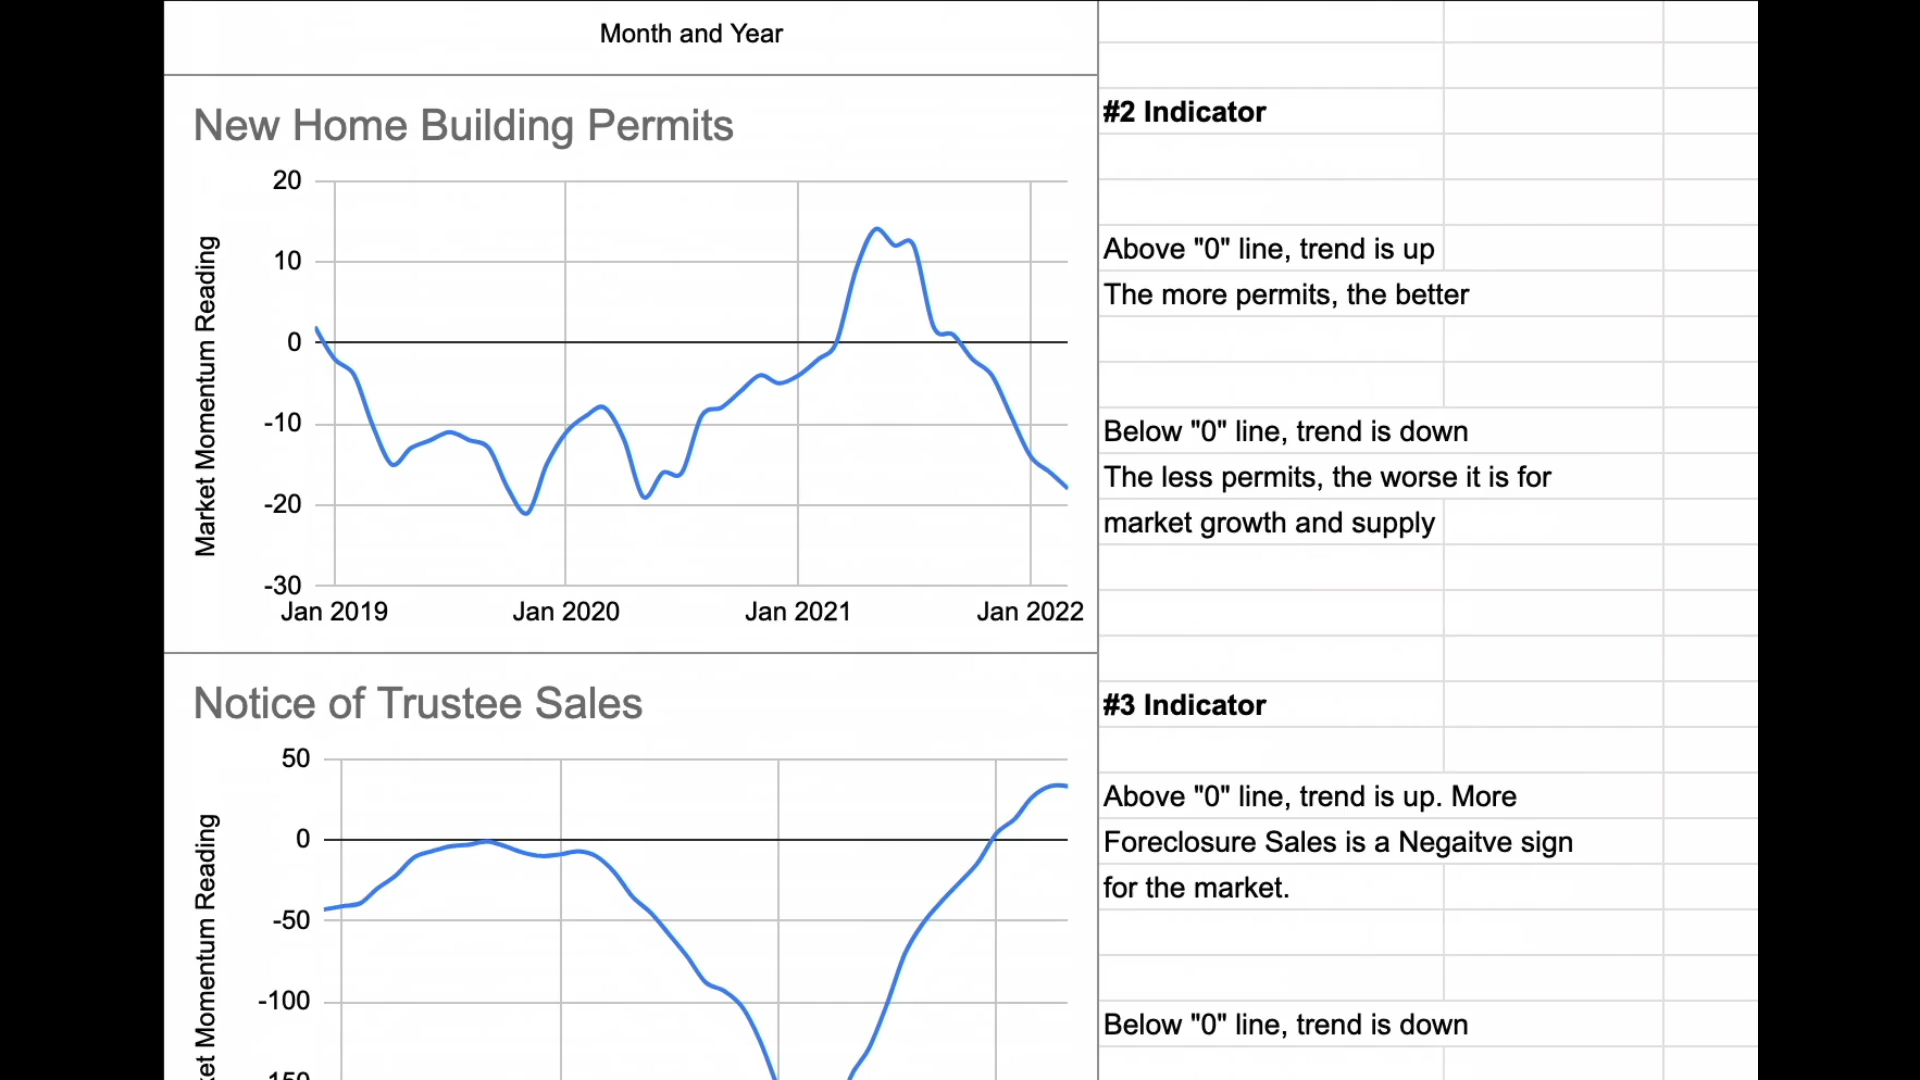 Month and Year
New Home Building Permits
Market Momentum Reading
20
10
0
-10
-20
-30
Jan 2019
Jan 2020
Jan 2021
Jan 2022
#2 Indicator
Above "0" line, trend is up
The more permits, the better
Below "0" line, trend is down
The less permits, the worse it is for
market growth and supply
Notice of Trustee Sales
Momentum Reading
50
0
-50
-100
#3 Indicator
Above "0" line, trend is up. More
Foreclosure Sales is a Negaitve sign
for the market.
Below "0" line, trend is down